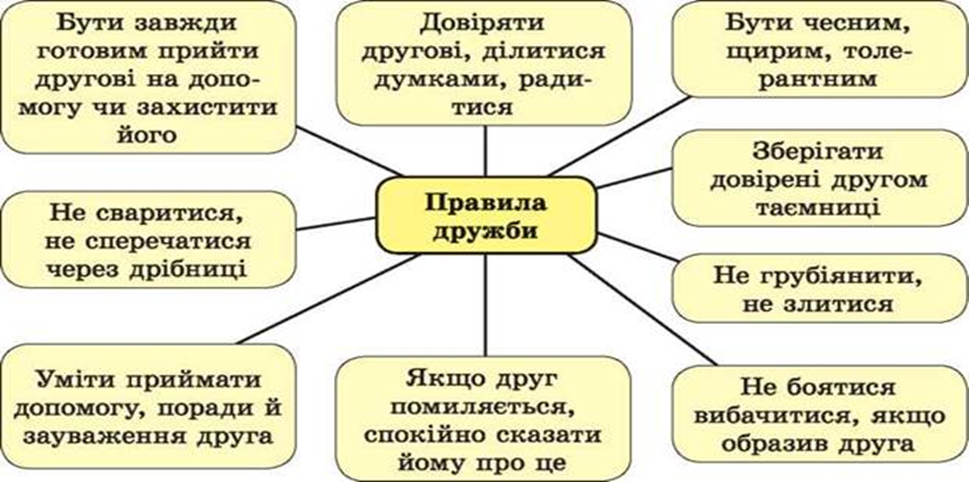 Бути завжди
готовим прийти
другові на допо-
могу чи захистити
його
Довіряти
другові, ділитися
думками, ради-
тися
Бути чесним,
щирим, толе-
рантним
Зберігати
довірені другом
таємниці
Правила
дружби
Не сваритися,
не сперечатися
через дрібниці
Не грубіянити,
не злитися
Уміти приймати
допомогу, поради й
зауваження друга
Якщо друг
помиляється,
спокійно сказати
йому про це
Не боятися
вибачитися, якщо
образив друга